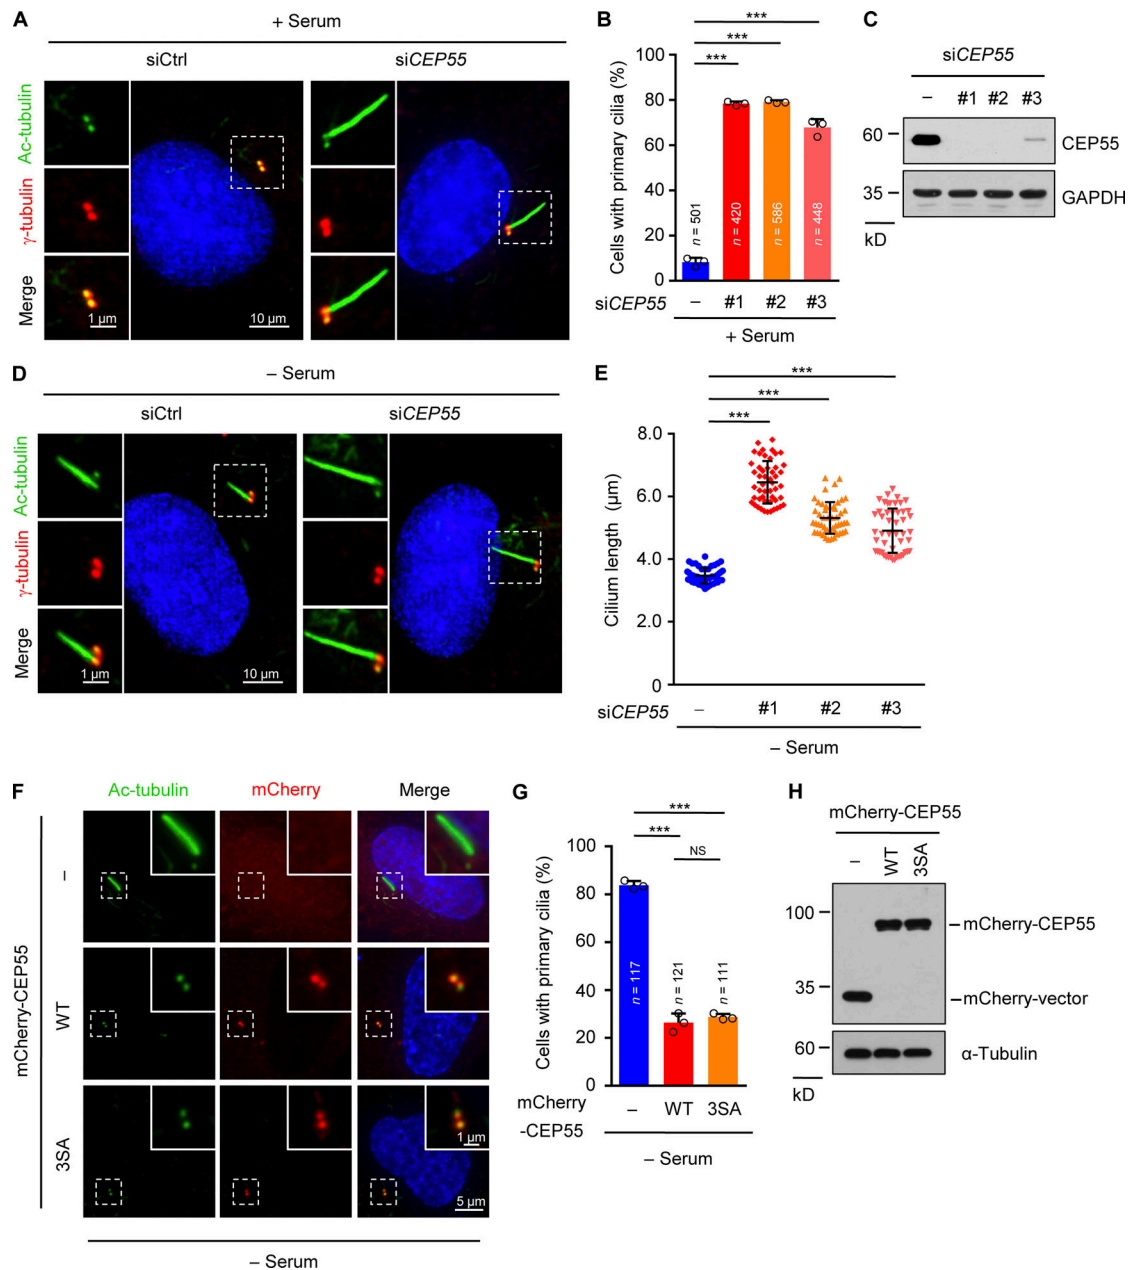 A
+ Serum
siCtrl
siCEP55
Ac-tubulin
γ-tubulin
Merge
1 µm
10 µm
B
***
***
***
Cells with primary cilia (%)
100
80
60
40
20
0
n = 501
n = 420
n = 586
n = 448
siCEP55
– #1 #2 #3
+ Serum
C
siCEP55
– #1 #2 #3
60
CEP55
35
GAPDH
kD
D
– Serum
siCtrl
siCEP55
Ac-tubulin
γ-tubulin
Merge
1 µm
10 µm
E
***
***
***
Cilium length (µm)
8.0
6.0
4.0
2.0
0
siCEP55
– #1 #2 #3
– Serum
F
Ac-tubulin mCherry Merge
mCherry-CEP55
–
WT
3SA
1 µm
5 µm
– Serum
G
***
***
NS
Cells with primary cilia (%)
100
80
60
40
20
0
n = 117
n = 121
n = 111
mCherry
-CEP55
– WT 3SA
– Serum
H
mCherry-CEP55
– WT 3SA
100
mCherry-CEP55
35
mCherry-vector
60
α-Tubulin
kD